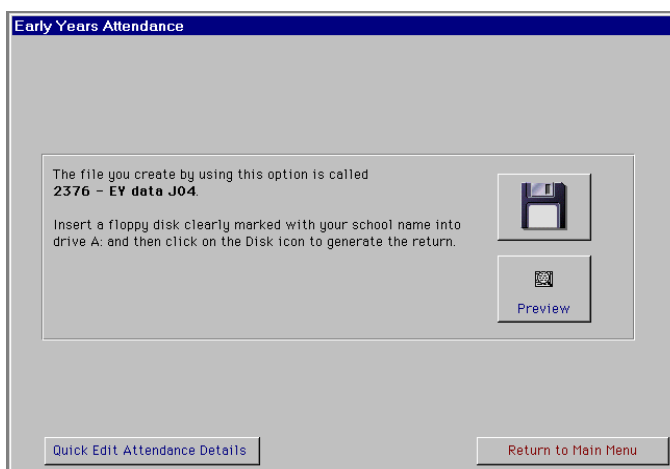 Early Years Attendance
The file you create by using this option is called
2376 - EY data J04.
Insert a floppy disk clearly marked with your school name into
drive A: and then click on the Disk icon to generate the return.
Preview
Quick Edit Attendance Details
Return to Main Menu